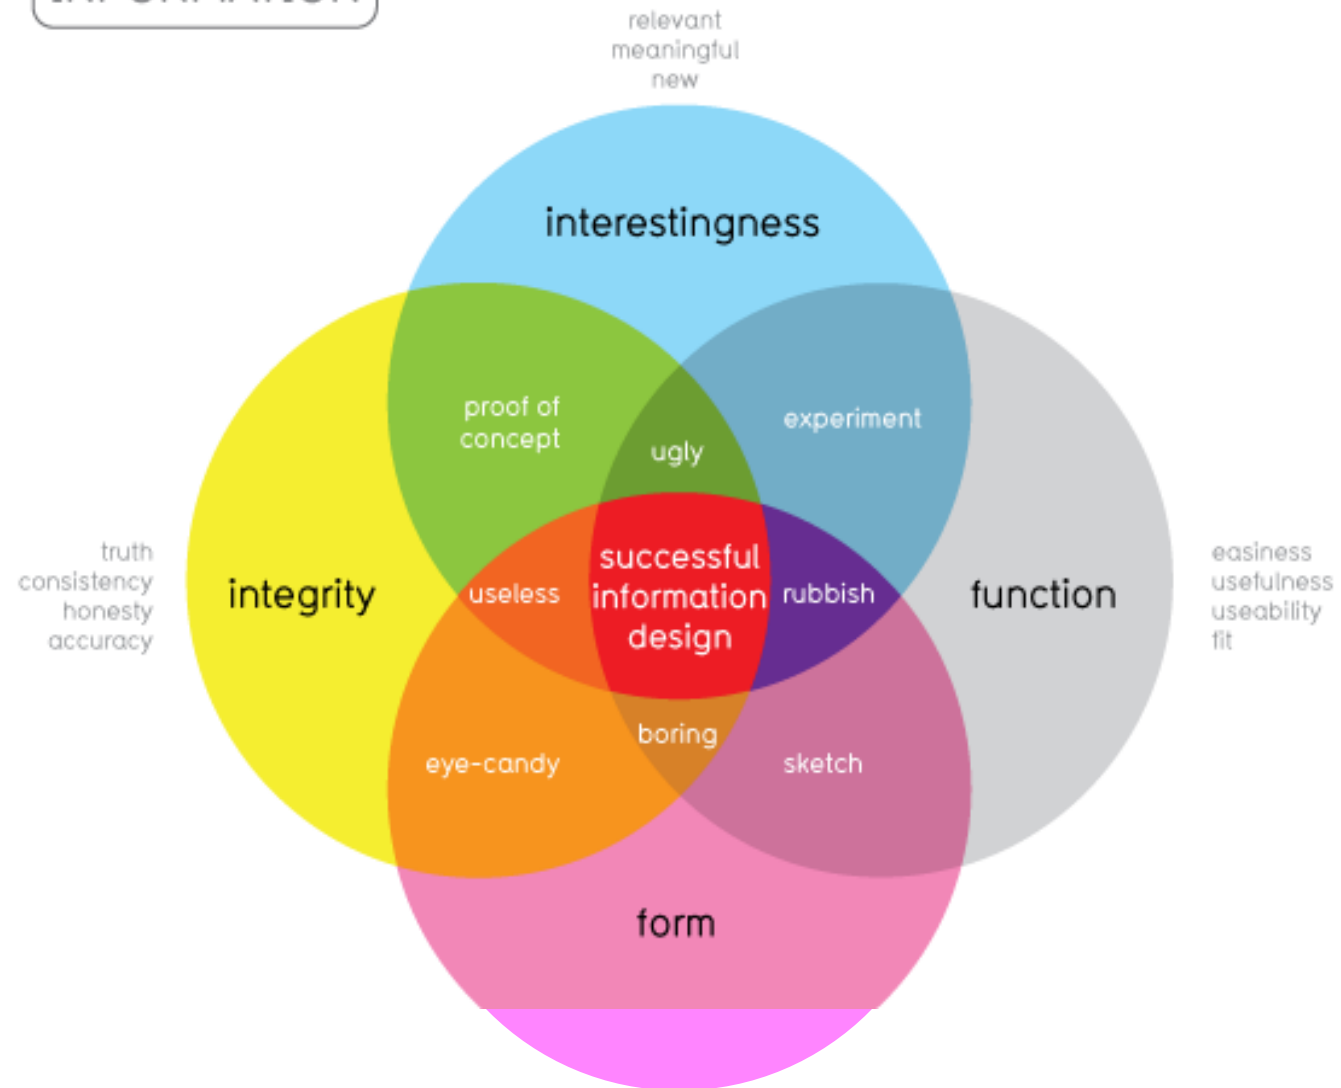 INFORMATION
relevant
meaningful
new
interestingness
proof of
concept
ugly
experiment
truth
consistency
honesty
accuracy
integrity
useless
successful
information
design
rubbish
function
easiness
usefulness
useability
fit
boring
eye-candy
sketch
form